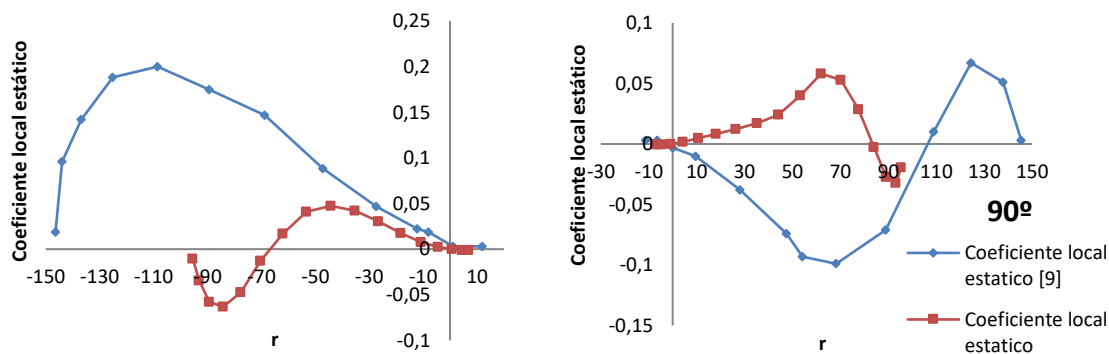 Coeficiente local estático
0,25
0,2
0,15
0,1
0,05
0
-0,05
-0,1
-150 -130 -110 -90 -70 -50 -30 -10 10
r
Coeficiente local estático
0,1
0,05
0
-0,05
-0,1
-0,15
-30 -10 10 30 50 70 90 110 130 150
r
90º
Coeficiente local
estatico [9]
Coeficiente local
estatico